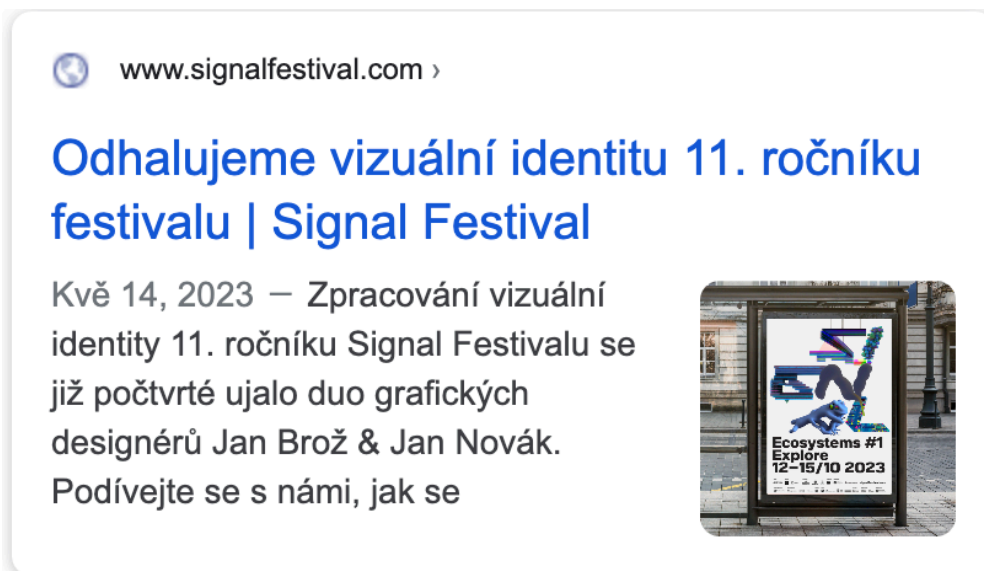 www.signalfestival.com ›
Odhalujeme vizuální identitu 11. ročníku
festivalu | Signal Festival
Kvě 14, 2023 — Zpracování vizuální
identity 11. ročníku Signal Festivalu se
již počtvrté ujalo duo grafických
designérů Jan Brož & Jan Novák.
Podívejte se s námi, jak se
Ecosystems #1
Explore
12–15/10 2023